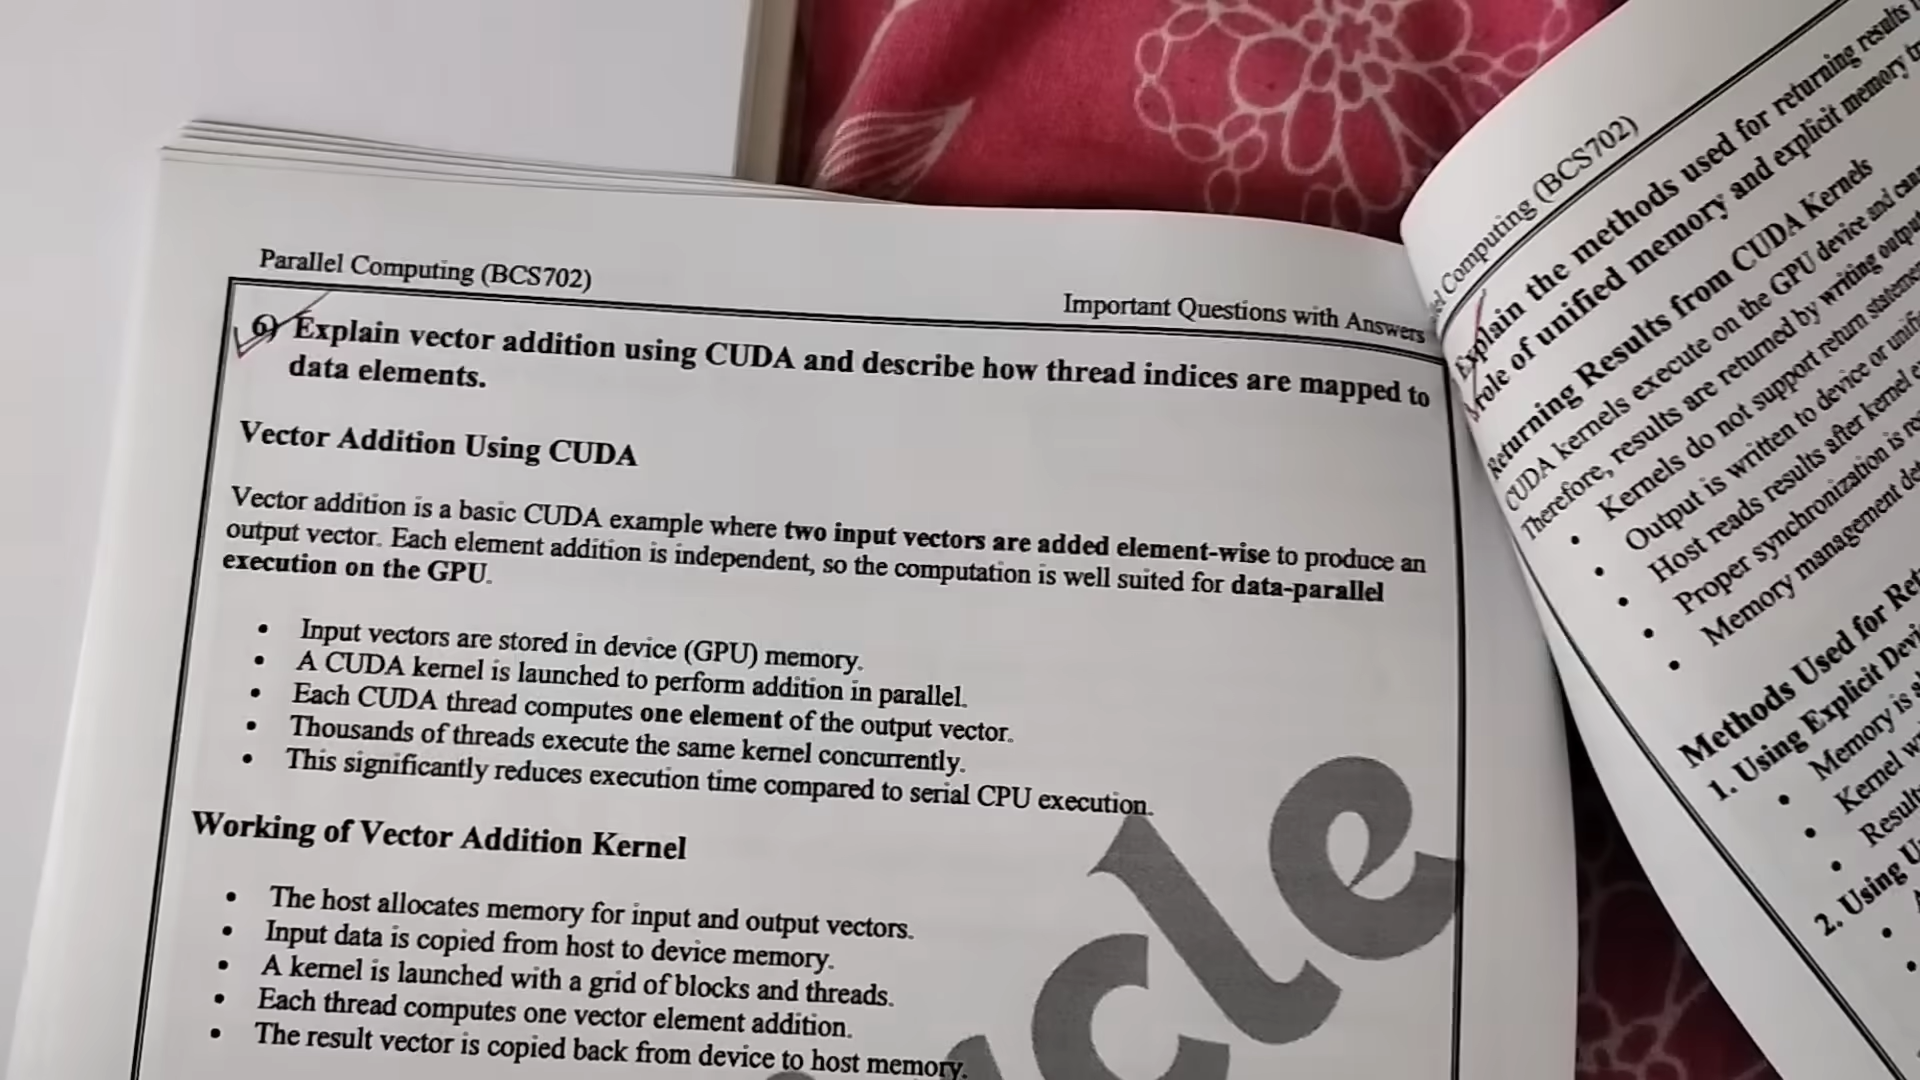 Parallel Computing (BCS702)
Important Questions with Answers
6) Explain vector addition using CUDA and describe how thread indices are mapped to
data elements.
Vector Addition Using CUDA
Vector addition is a basic CUDA example where two input vectors are added element-wise to produce an
output vector. Each element addition is independent, so the computation is well suited for data-parallel
execution on the GPU.
• Input vectors are stored in device (GPU) memory.
• A CUDA kernel is launched to perform addition in parallel.
• Each CUDA thread computes one element of the output vector.
• Thousands of threads execute the same kernel concurrently.
• This significantly reduces execution time compared to serial CPU execution.
Working of Vector Addition Kernel
• The host allocates memory for input and output vectors.
• Input data is copied from host to device memory.
• A kernel is launched with a grid of blocks and threads.
• Each thread computes one vector element addition.
• The result vector is copied back from device to host memory.
cle
Computing (BCS702)
Explain the methods used for returning results
role of unified memory and explicit memory
Returning Results from CUDA Kernels
CUDA kernels execute on the GPU device and
Therefore, results are returned by writing
• Kernels do not support return
• Output is written to device or
• Host reads results after kernel
• Proper synchronization is
• Memory management
Methods Used for
1. Using Explicit
• Memory is
• Kernel
•
2. Using
•
•